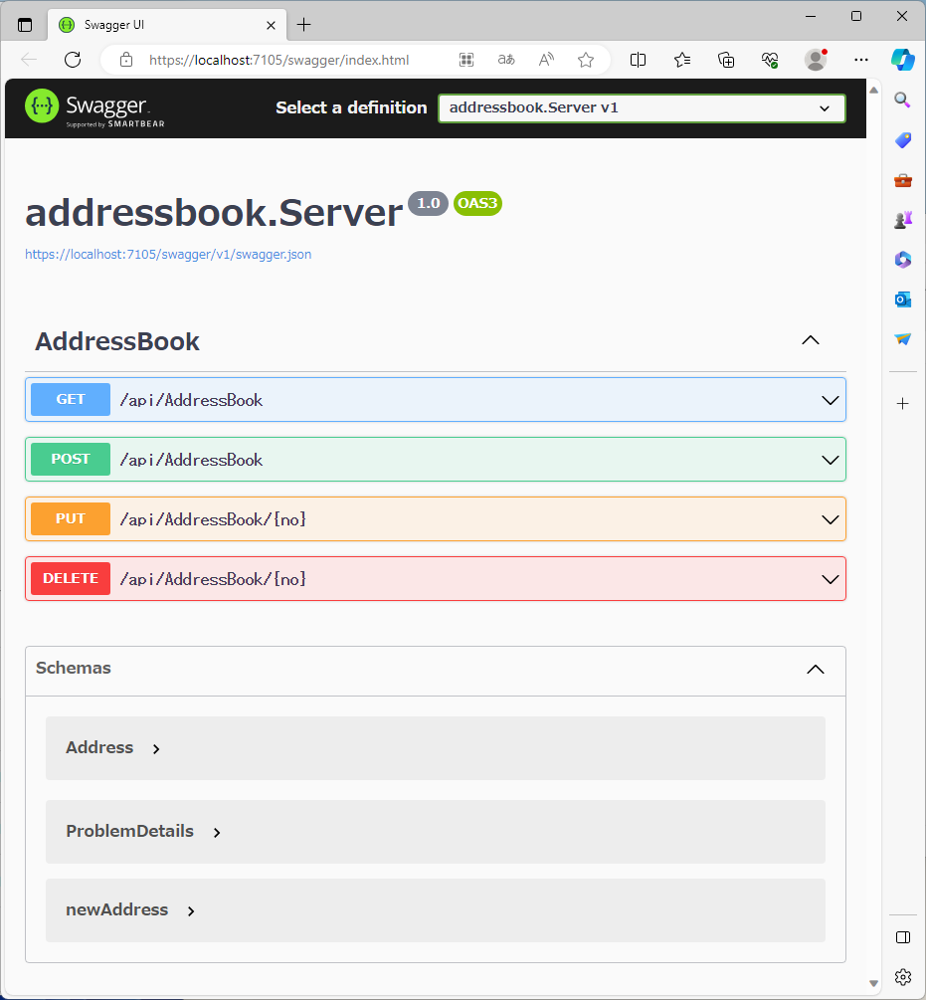 Swagger UI
https://localhost:7105/swagger/index.html
aあ
A
Swagger
Supported by SMARTBEAR
Select a definition
addressbook.Server v1
addressbook.Server 1.0 OAS3
https://localhost:7105/swagger/v1/swagger.json
AddressBook
GET /api/AddressBook
POST /api/AddressBook
PUT /api/AddressBook/{no}
DELETE /api/AddressBook/{no}
Schemas
Address
ProblemDetails
newAddress